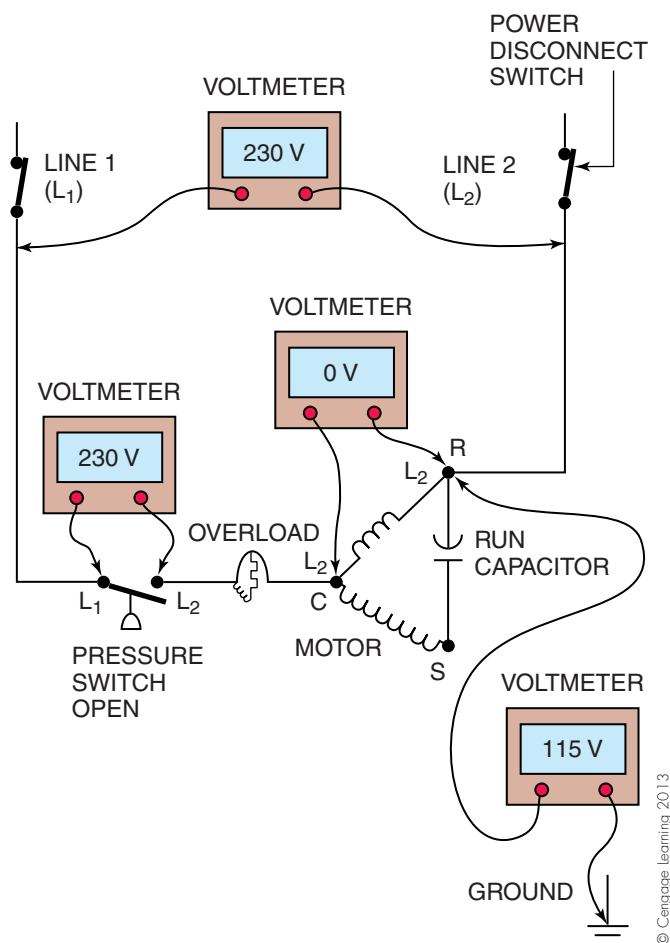 POWER
DISCONNECT
SWITCH
VOLTMETER
230 V
LINE 1
(L₁)
LINE 2
(L₂)
VOLTMETER
0 V
VOLTMETER
230 V
R
L₂
OVERLOAD
RUN
CAPACITOR
L₂
L₁
L₂
C
MOTOR
S
PRESSURE
SWITCH
OPEN
VOLTMETER
115 V
GROUND
© Cengage Learning 2013